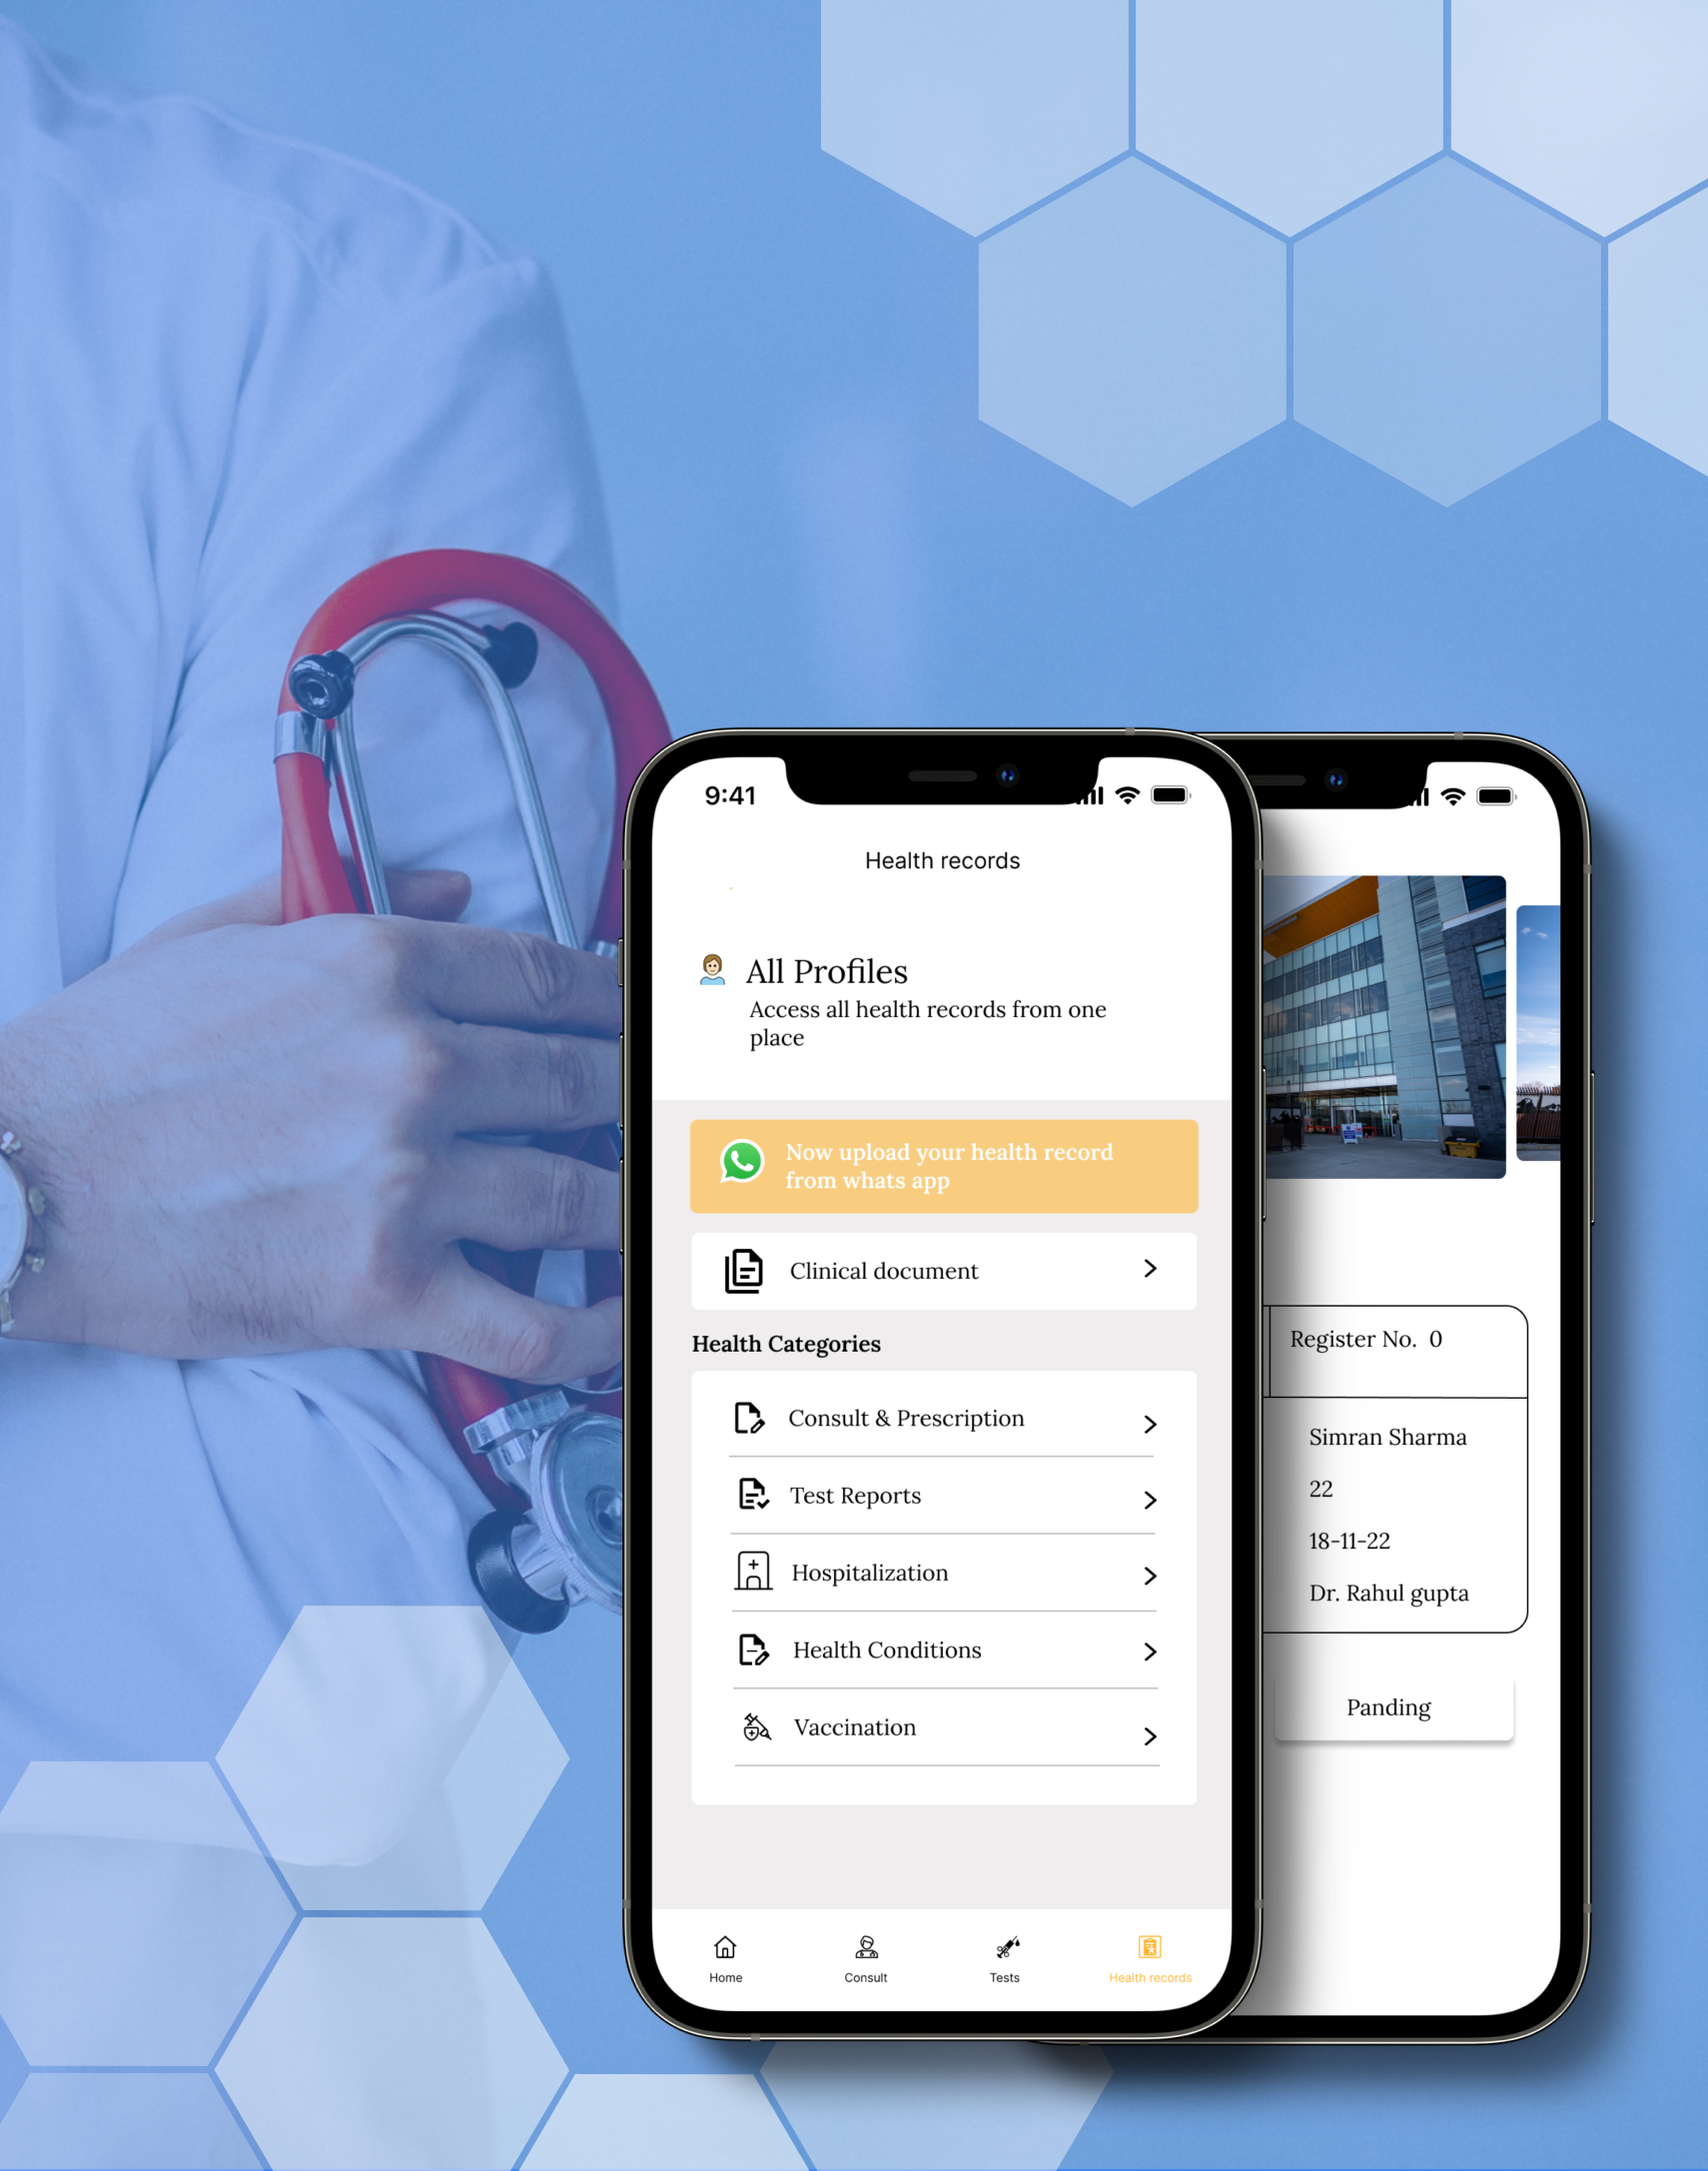 9:41
Health records
All Profiles
Access all health records from one
place
Now upload your health record
from whats app
Clinical document
Health Categories
Consult & Prescription
Test Reports
Hospitalization
Health Conditions
Vaccination
Home
Consult
Tests
Health records
Register No. 0
Simran Sharma
22
18-11-22
Dr. Rahul gupta
Panding